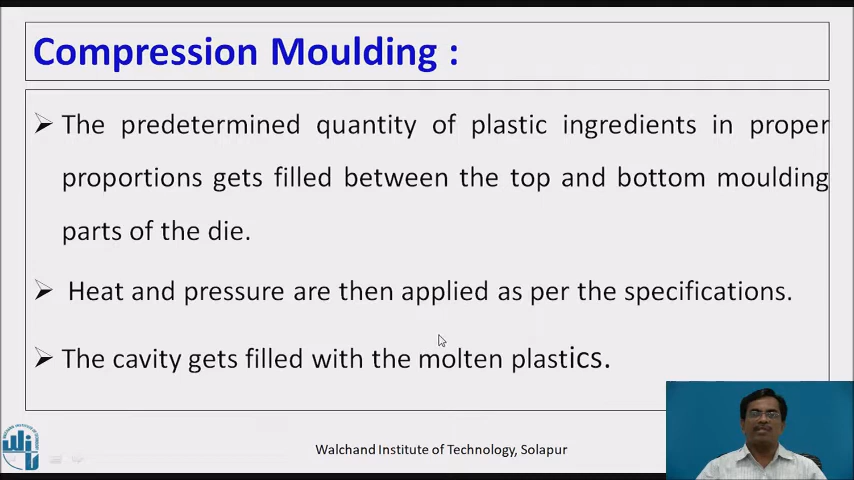 Compression Moulding :
➢ The predetermined quantity of plastic ingredients in proper
proportions gets filled between the top and bottom moulding
parts of the die.
➢ Heat and pressure are then applied as per the specifications.
➢ The cavity gets filled with the molten plastics.
Walchand Institute of Technology, Solapur